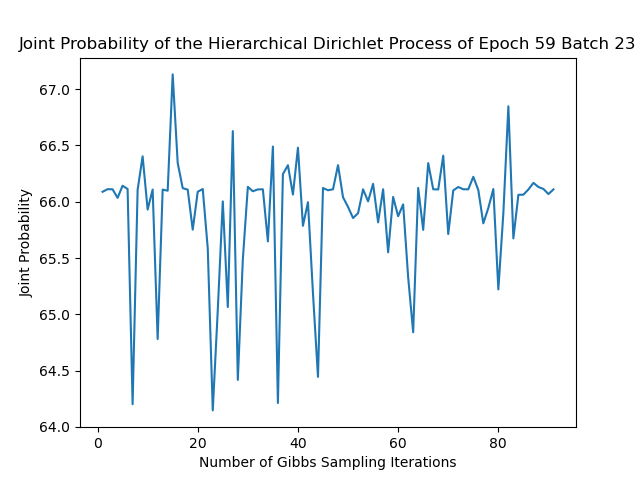 Joint Probability of the Hierarchical Dirichlet Process of Epoch 59 Batch 23
67.0
66.5
66.0
65.5
65.0
64.5
64.0
Joint Probability
0 20 40 60 80
Number of Gibbs Sampling Iterations